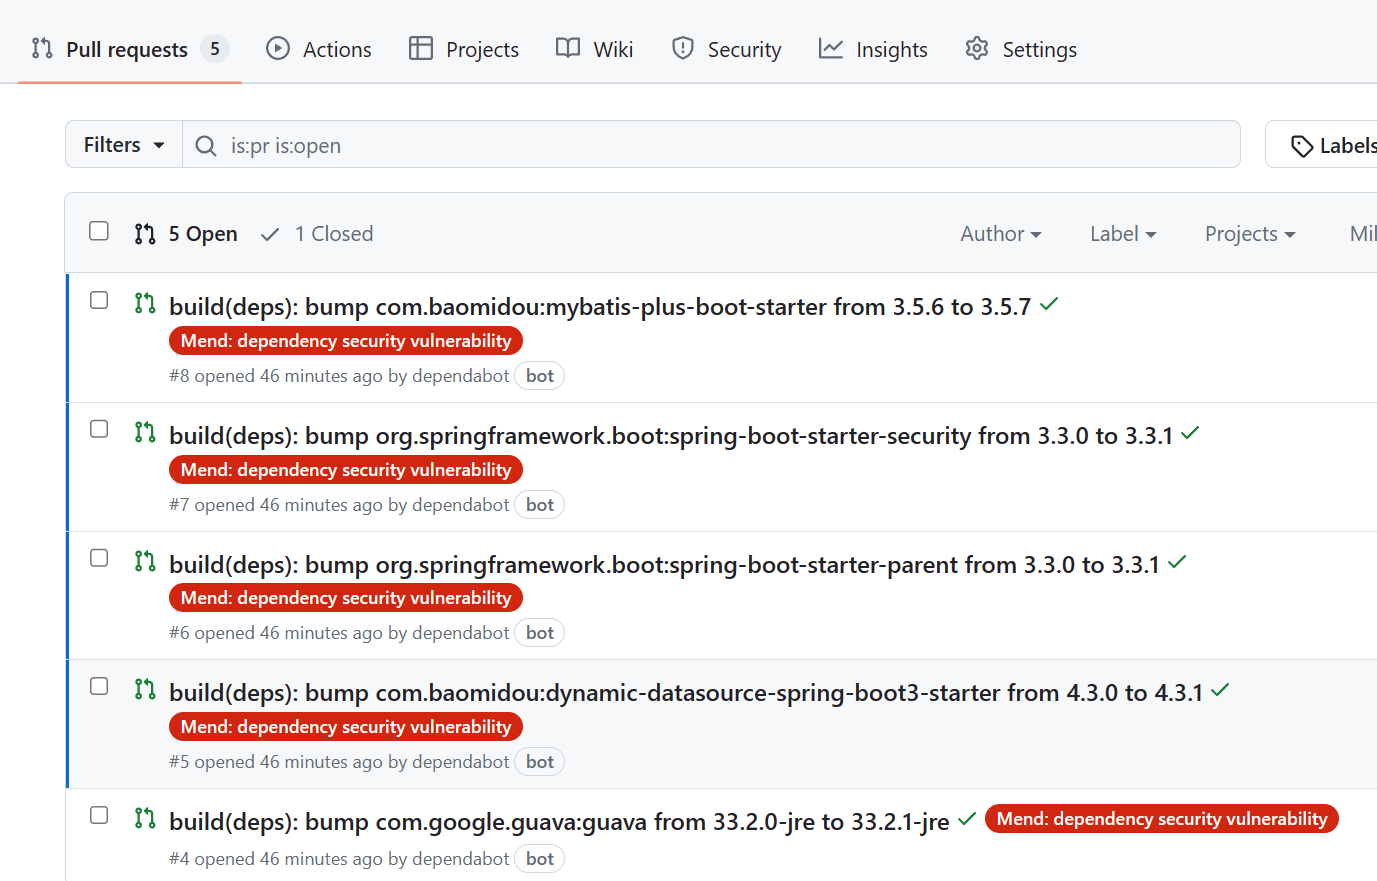 Pull requests 5 Actions Projects Wiki Security Insights Settings
Filters is:pr is:open Labels
5 Open 1 Closed Author Label Projects Mil
build(deps): bump com.baomidou:mybatis-plus-boot-starter from 3.5.6 to 3.5.7
Mend: dependency security vulnerability
#8 opened 46 minutes ago by dependabot bot
build(deps): bump org.springframework.boot:spring-boot-starter-security from 3.3.0 to 3.3.1
Mend: dependency security vulnerability
#7 opened 46 minutes ago by dependabot bot
build(deps): bump org.springframework.boot:spring-boot-starter-parent from 3.3.0 to 3.3.1
Mend: dependency security vulnerability
#6 opened 46 minutes ago by dependabot bot
build(deps): bump com.baomidou:dynamic-datasource-spring-boot3-starter from 4.3.0 to 4.3.1
Mend: dependency security vulnerability
#5 opened 46 minutes ago by dependabot bot
build(deps): bump com.google.guava:guava from 33.2.0-jre to 33.2.1-jre Mend: dependency security vulnerability
#4 opened 46 minutes ago by dependabot bot